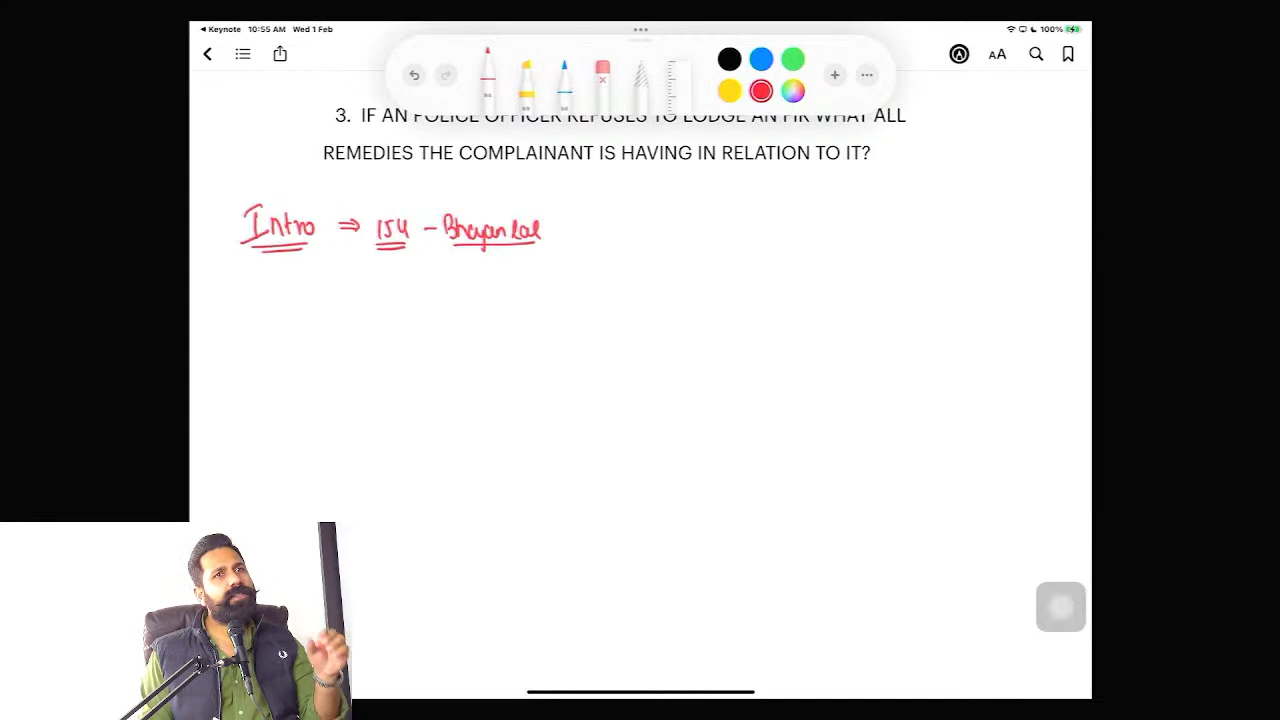 Keynote 10:55 AM Wed 1 Feb 100%
AA
3. IF AN POLICE OFFICER REFUSES TO LODGE AN FIR WHAT ALL
REMEDIES THE COMPLAINANT IS HAVING IN RELATION TO IT?
Intro ⇒ 154 - Bhajan Lal